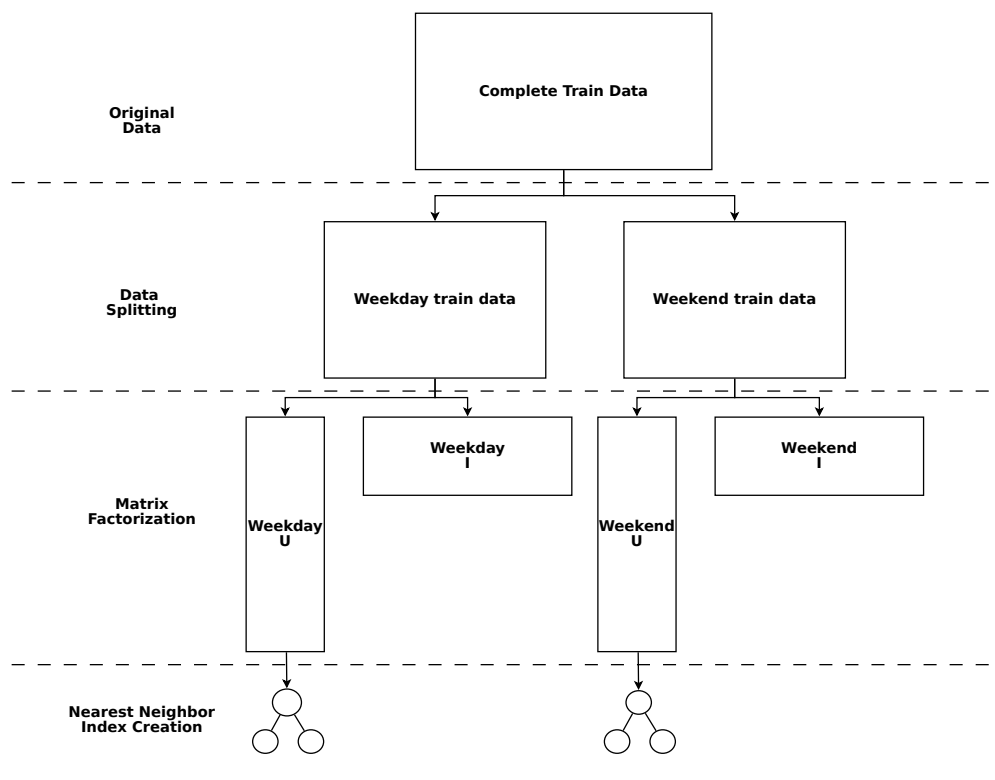 Complete Train Data
Original
Data
Data
Splitting
Weekday train data
Weekend train data
Matrix
Factorization
Weekday
U
Weekday
I
Weekend
U
Weekend
I
Nearest Neighbor
Index Creation